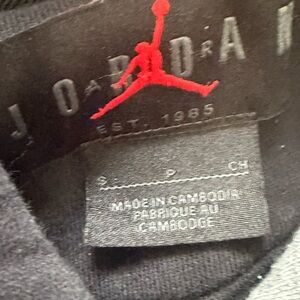 JORDAN
EST. 1985
S P CH
MADE IN CAMBODIA
FABRIQUE AU
CAMBODGE